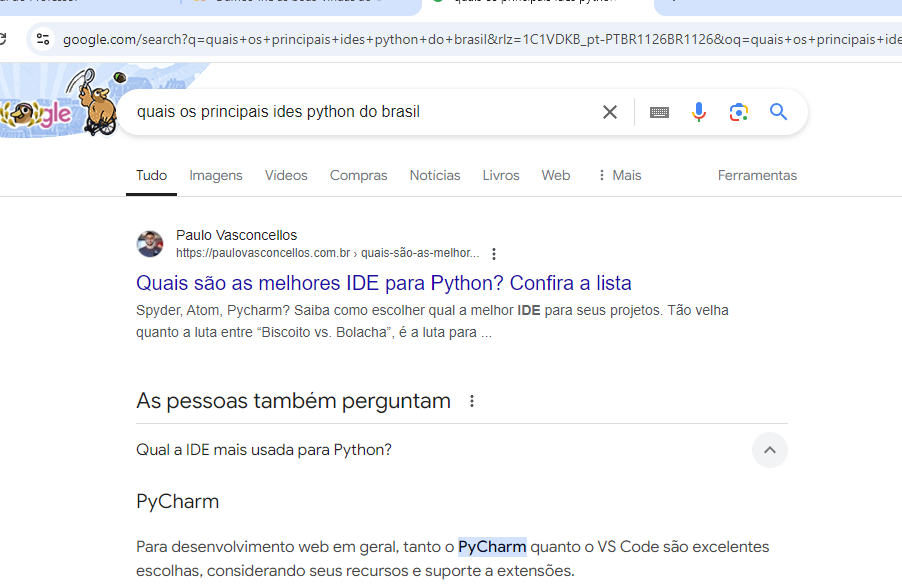 google.com/search?q=quais+os+principais+ides+python+do+brasil&rlz=1C1VDKB_pt-PTBR1126BR1126&oq=quais+os+principais+ide
gle
quais os principais ides python do brasil
Tudo Imagens Vídeos Compras Notícias Livros Web Mais Ferramentas
Paulo Vasconcellos
https://paulovasconcellos.com.br › quais-são-as-melhor...
Quais são as melhores IDE para Python? Confira a lista
Spyder, Atom, Pycharm? Saiba como escolher qual a melhor IDE para seus projetos. Tão velha
quanto a luta entre “Biscoito vs. Bolacha”, é a luta para ...
As pessoas também perguntam
Qual a IDE mais usada para Python?
PyCharm
Para desenvolvimento web em geral, tanto o PyCharm quanto o VS Code são excelentes
escolhas, considerando seus recursos e suporte a extensões.